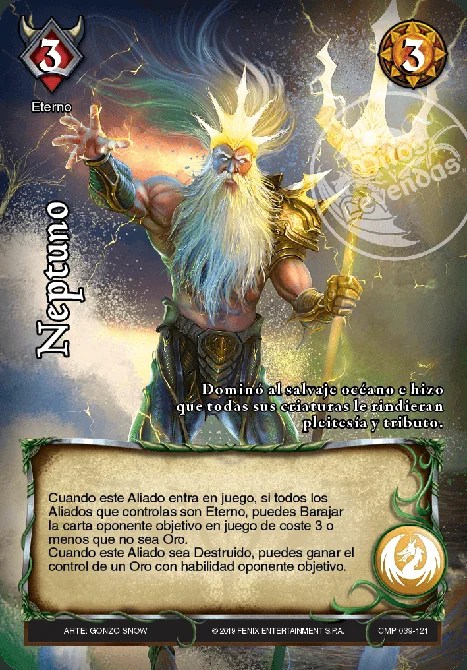 3
3
Eterno
Mitos
Leyendas
Neptuno
Dominó al salvaje océano e hizo
que todas sus criaturas le rindieran
pleitesía y tributo.
Cuando este Aliado entra en juego, si todos los
Aliados que controlas son Eterno, puedes Barajar
la carta oponente objetivo en juego de coste 3 o
menos que no sea Oro.
Cuando este Aliado sea Destruido, puedes ganar el
control de un Oro con habilidad oponente objetivo.
ARTE: GONZO SNOW
© 2019 FENIX ENTERTAINMENT S.P.A.
CMP 039-121